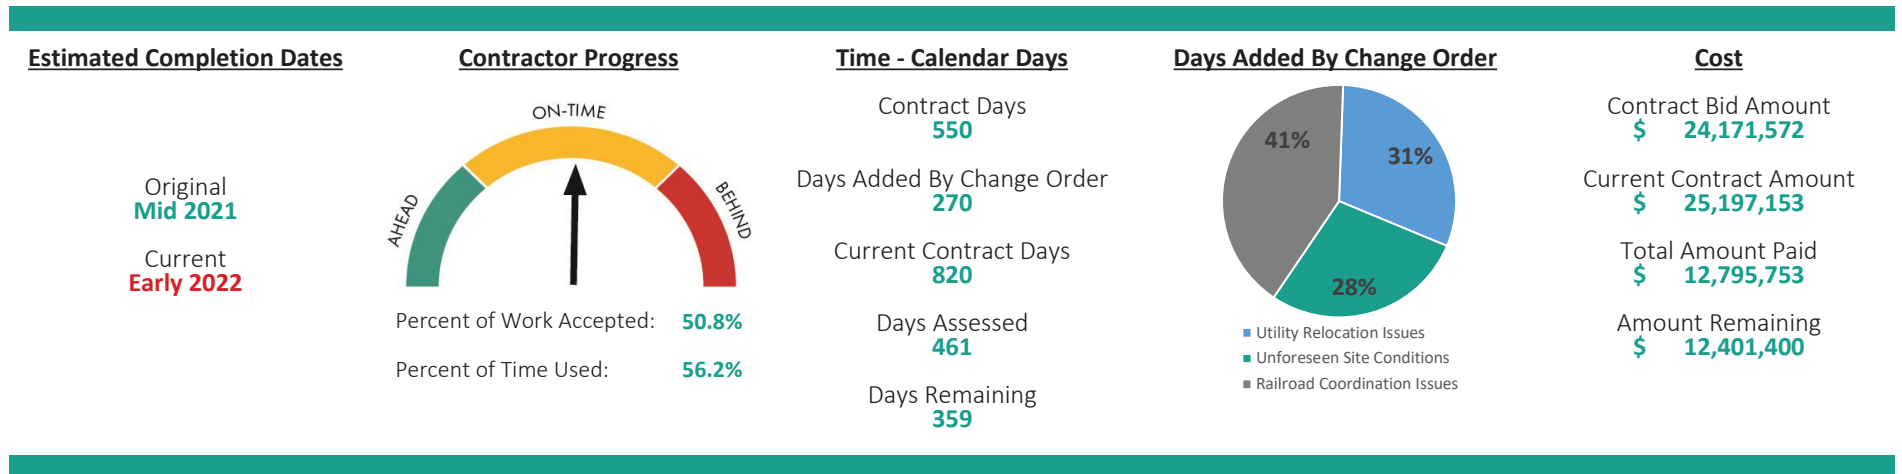 Estimated Completion Dates
Original
Mid 2021
Current
Early 2022
Contractor Progress
AHEAD
ON-TIME
BEHIND
Percent of Work Accepted: 50.8%
Percent of Time Used: 56.2%
Time - Calendar Days
Contract Days
550
Days Added By Change Order
270
Current Contract Days
820
Days Assessed
461
Days Remaining
359
Days Added By Change Order
41%
31%
28%
Utility Relocation Issues
Unforeseen Site Conditions
Railroad Coordination Issues
Cost
Contract Bid Amount
$ 24,171,572
Current Contract Amount
$ 25,197,153
Total Amount Paid
$ 12,795,753
Amount Remaining
$ 12,401,400